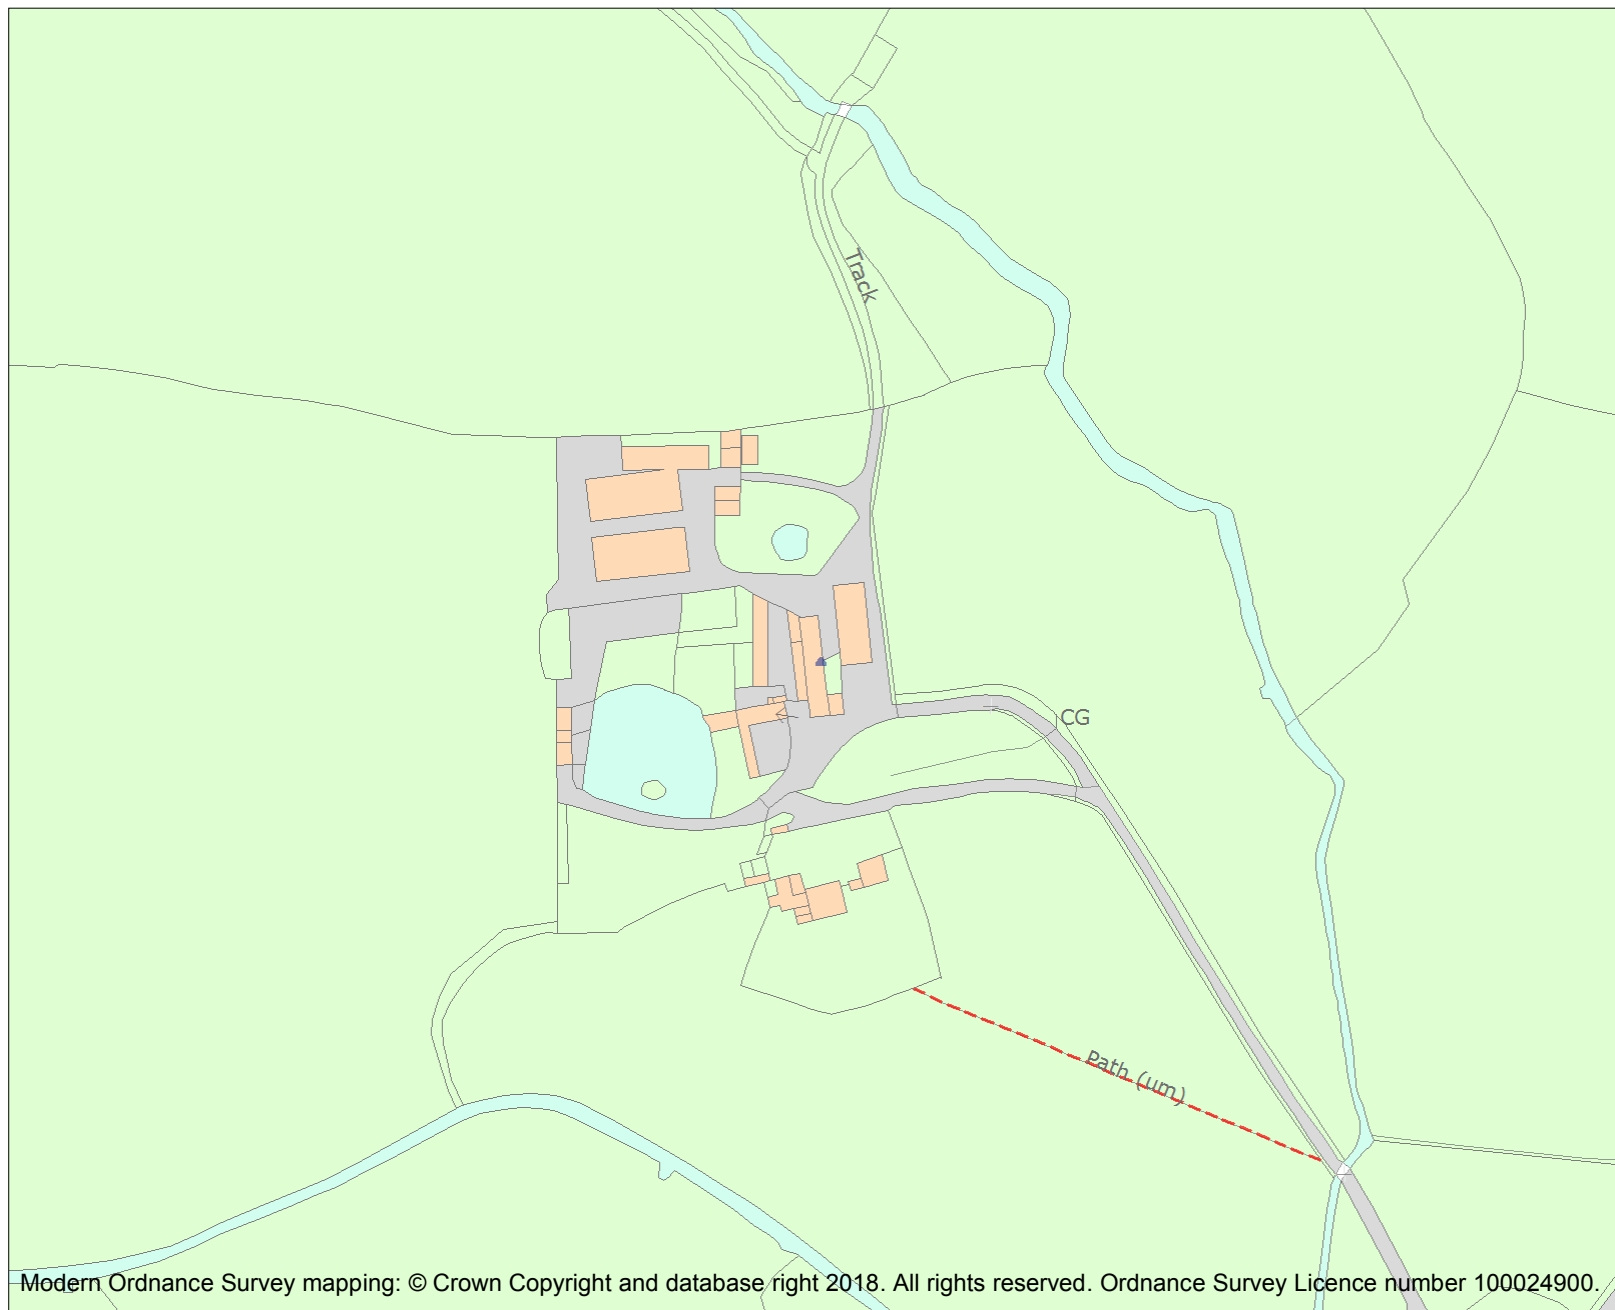 Track
CG
Path (um)
Modern Ordnance Survey mapping: © Crown Copyright and database right 2018. All rights reserved. Ordnance Survey Licence number 100024900.